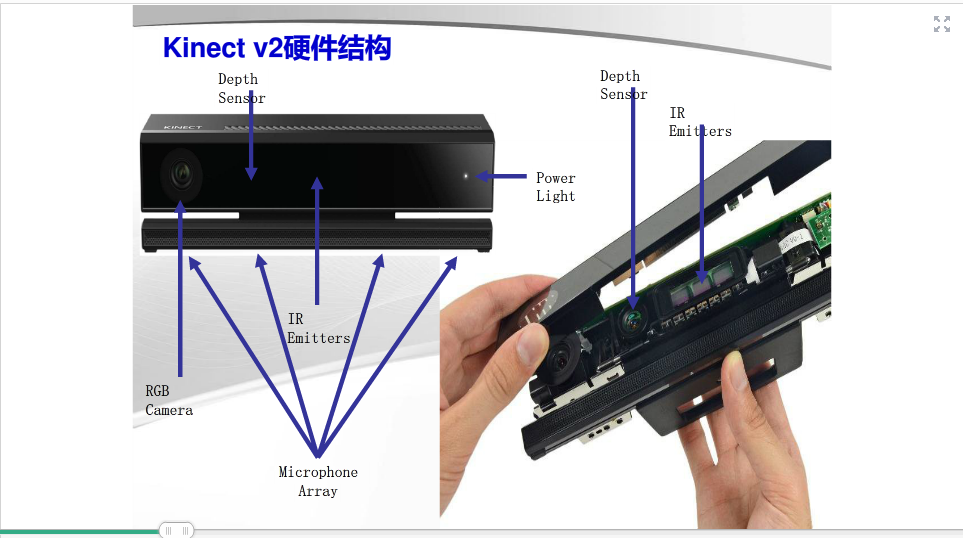 Kinect v2硬件结构
Depth
Sensor
Depth
Sensor
IR
Emitters
KINECT
Power
Light
IR
Emitters
RGB
Camera
Microphone
Array